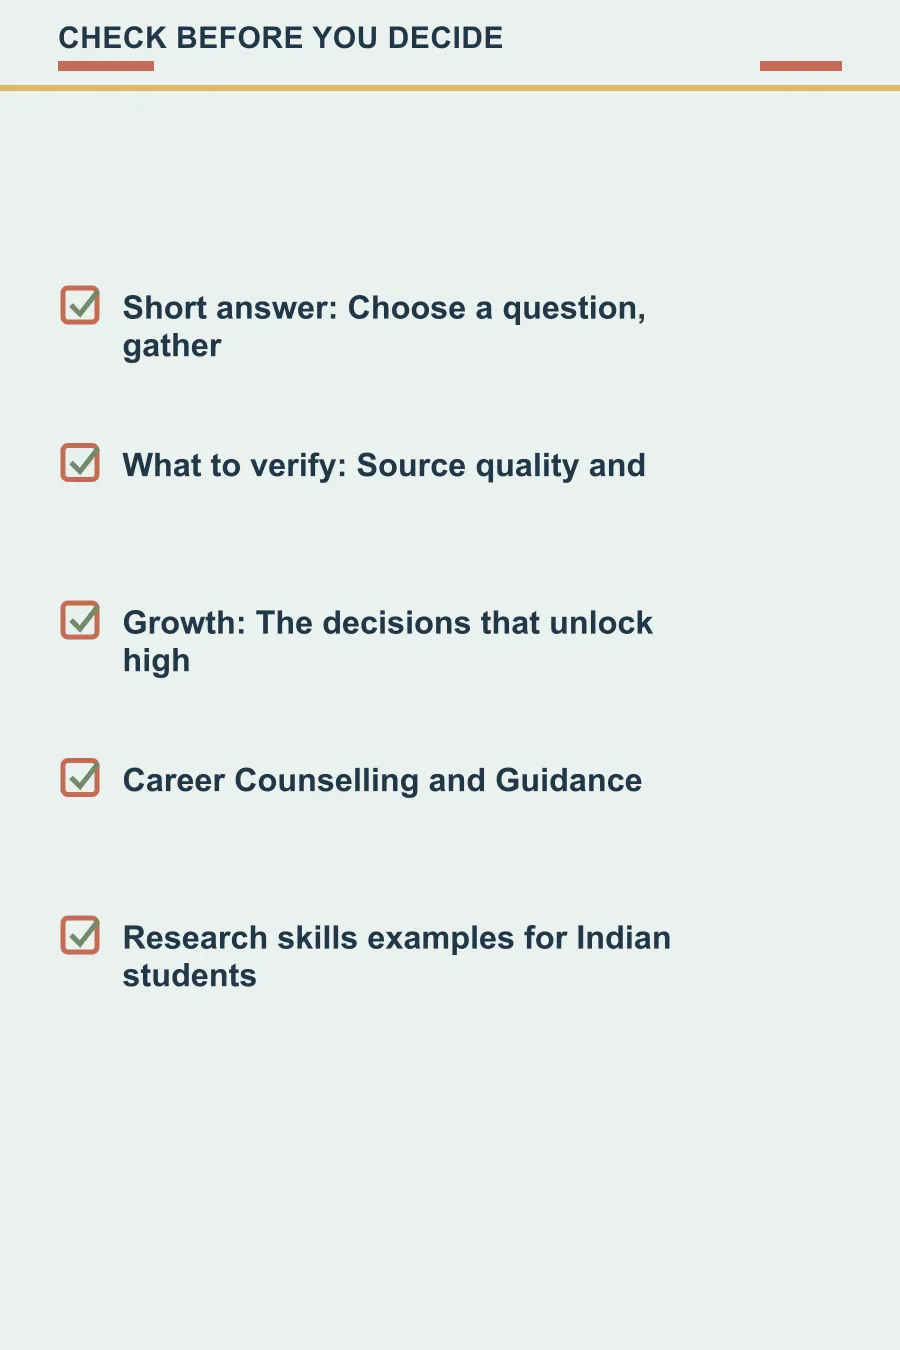 CHECK BEFORE YOU DECIDE
Short answer: Choose a question,
gather
What to verify: Source quality and
Growth: The decisions that unlock
high
Career Counselling and Guidance
Research skills examples for Indian
students